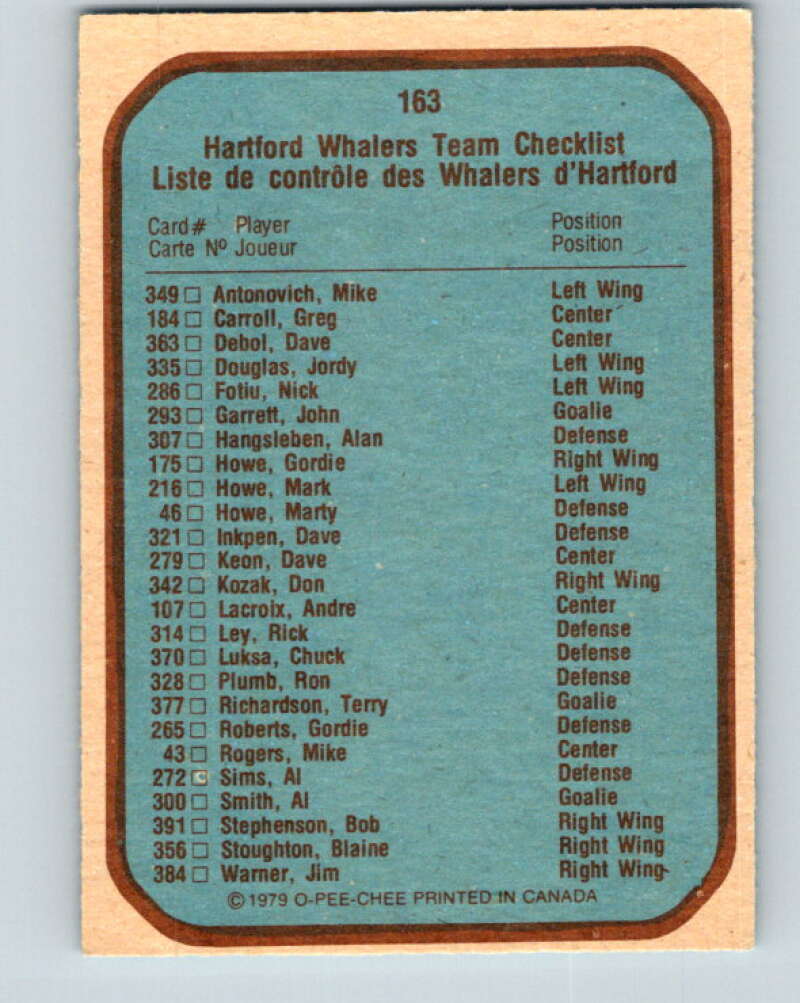 163
Hartford Whalers Team Checklist
Liste de contrôle des Whalers d'Hartford
Card# Player Position
Carte Nº Joueur Position
349 □ Antonovich, Mike Left Wing
184 □ Carroll, Greg Center
363 □ Debol, Dave Center
335 □ Douglas, Jordy Left Wing
286 □ Fotiu, Nick Left Wing
293 □ Garrett, John Goalie
307 □ Hangsleben, Alan Defense
175 □ Howe, Gordie Right Wing
216 □ Howe, Mark Left Wing
46 □ Howe, Marty Defense
321 □ Inkpen, Dave Defense
279 □ Keon, Dave Center
342 □ Kozak, Don Right Wing
107 □ Lacroix, Andre Center
314 □ Ley, Rick Defense
370 □ Luksa, Chuck Defense
328 □ Plumb, Ron Defense
377 □ Richardson, Terry Goalie
265 □ Roberts, Gordie Defense
43 □ Rogers, Mike Center
272 □ Sims, Al Defense
300 □ Smith, Al Goalie
391 □ Stephenson, Bob Right Wing
356 □ Stoughton, Blaine Right Wing
384 □ Warner, Jim Right Wing
© 1979 O-PEE-CHEE PRINTED IN CANADA